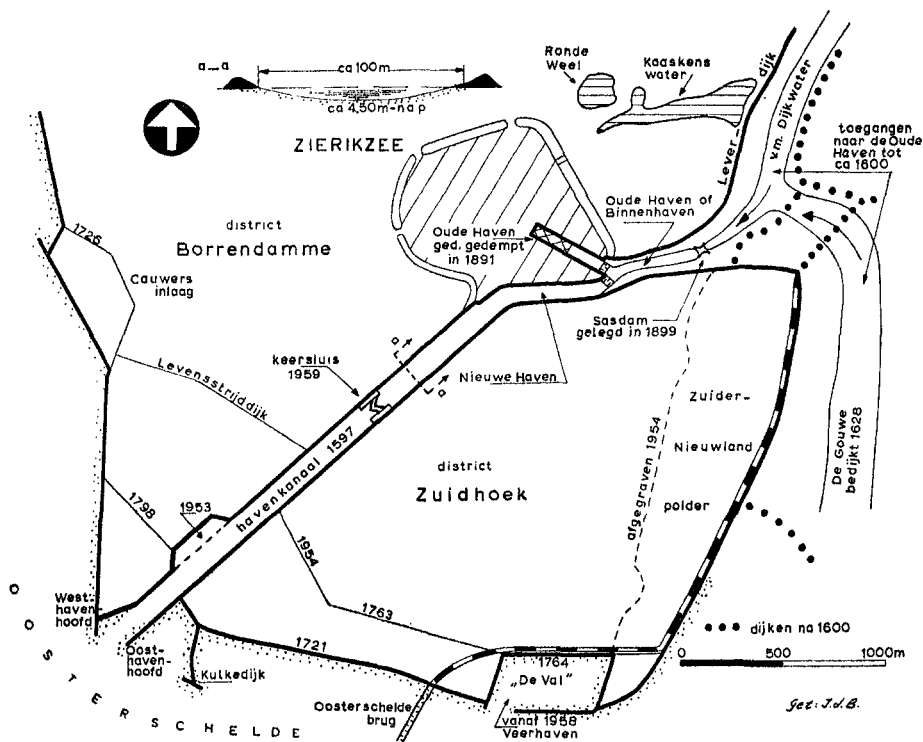 a-a
ca 100m
ca 4,50m-nap
Ronde
Weel
Kaaskens
water
Lever-
dijk
v.m. Dijkwater
toegangen
naar de Oude
Haven tot
ca 1600
ZIERIKZEE
Oude Haven of
Binnenhaven
district
Borrendamme
Oude Haven
ged. gedempt
in 1891
1726
Cauwers
inlaag
Sasdam
gelegd in 1899
keersluis
1959
a
a
Nieuwe Haven
Levensstrijddijk
Zuider-
Nieuwland
polder
De Gouwe
bedijkt 1628
havenkanaal 1597
district
Zuidhoek
afgegraven 1954
1798
1953
1954
West-
haven-
hoofd
1763
dijken na 1600
Oost-
haven-
hoofd
1721
Kulkedijk
1764
„De Val"
0 500 1000m
Oosterschelde
brug
vanaf 1958
Veerhaven
Get: J.d.B.
OOSTERSCHELDE